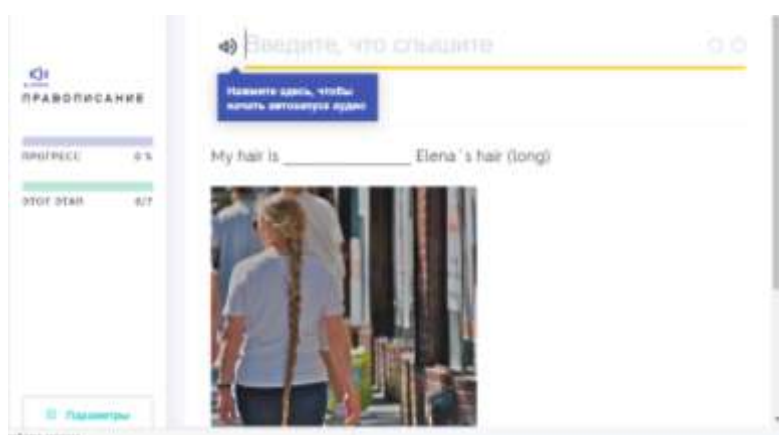 Введите, что слышите
Нажмите здесь, чтобы
начать автозапуск аудио
ПРАВОПИСАНИЕ
ПРОГРЕСС 0 %
ЭТОТ ЭТАП 0/7
My hair is ______________ Elena´s hair (long)
Параметры